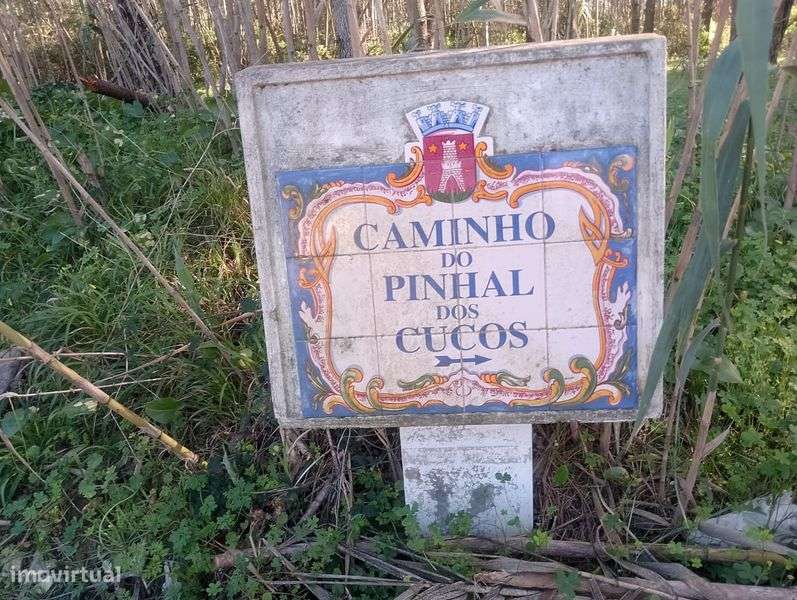 CAMINHO
DO
PINHAL
DOS
CUCOS
imovirtual